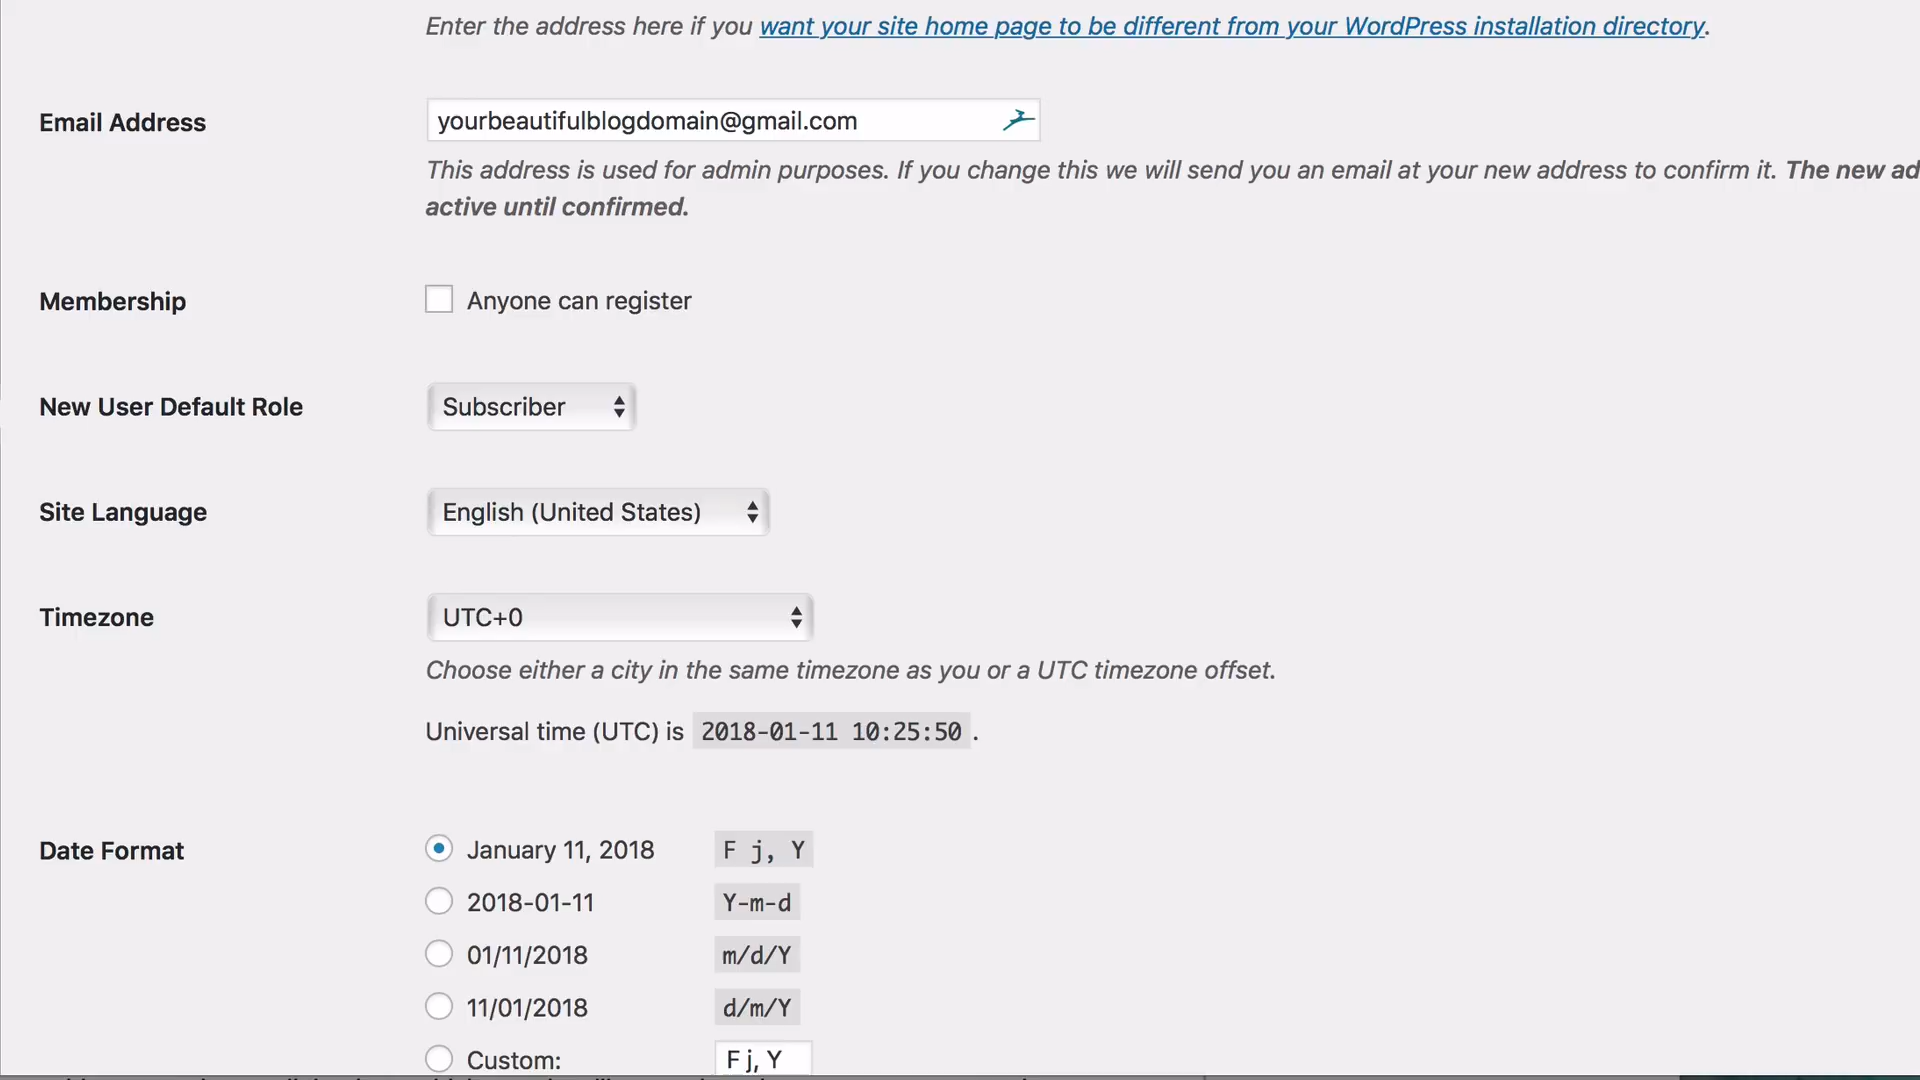 Enter the address here if you want your site home page to be different from your WordPress installation directory.
Email Address
yourbeautifulblogdomain@gmail.com
This address is used for admin purposes. If you change this we will send you an email at your new address to confirm it. The new ad
active until confirmed.
Membership
Anyone can register
New User Default Role
Subscriber
Site Language
English (United States)
Timezone
UTC+0
Choose either a city in the same timezone as you or a UTC timezone offset.
Universal time (UTC) is 2018-01-11 10:25:50 .
Date Format
January 11, 2018 F j, Y
2018-01-11 Y-m-d
01/11/2018 m/d/Y
11/01/2018 d/m/Y
Custom: F j, Y